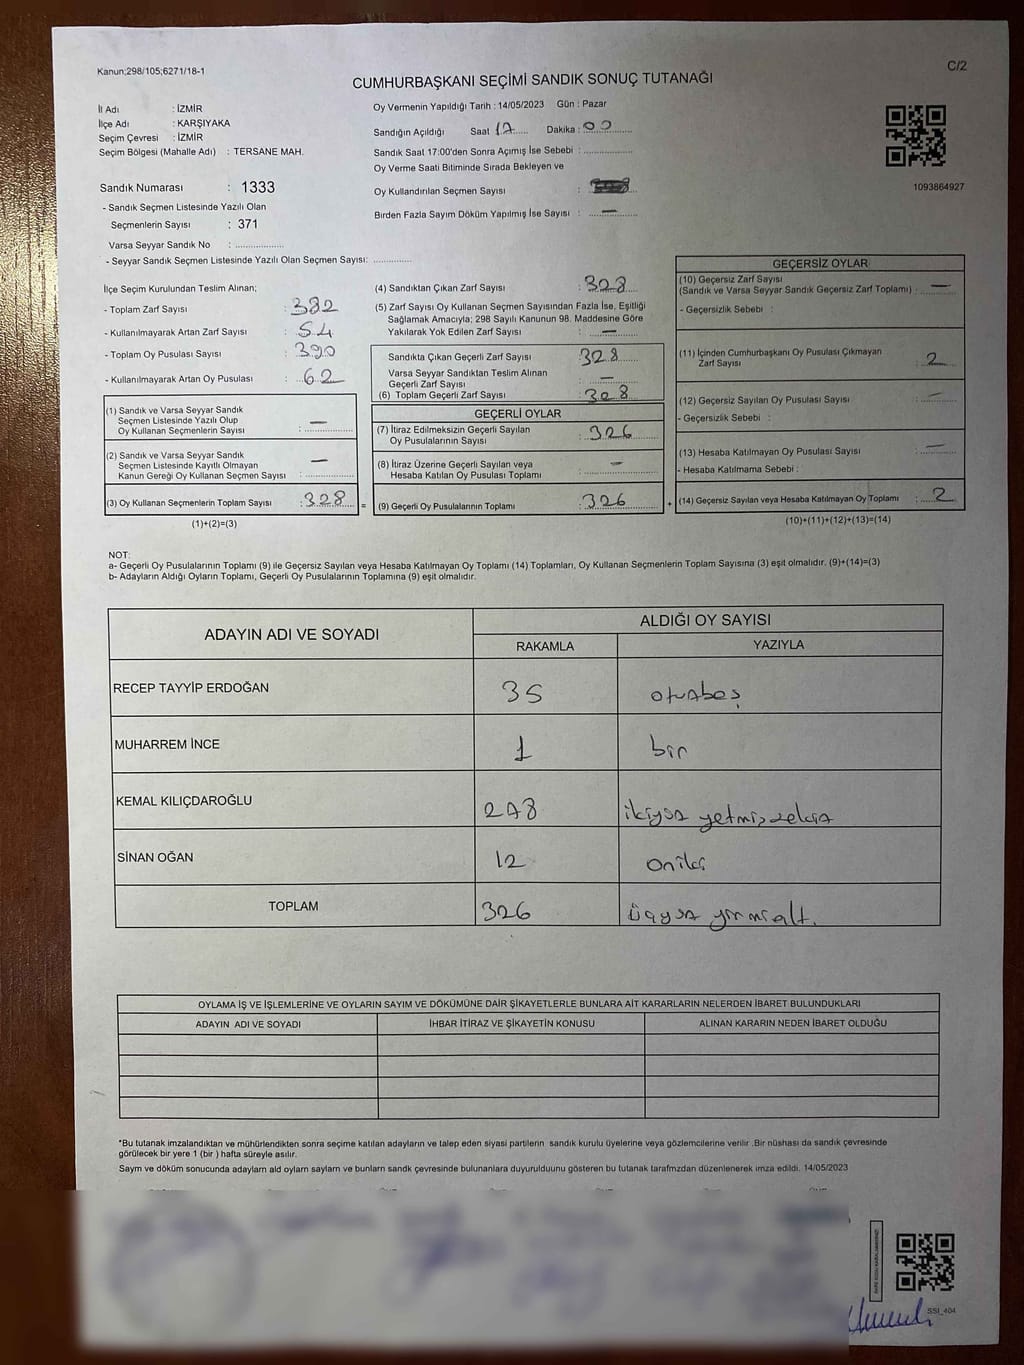 Kanun;298/105;6271/18-1
C/2
CUMHURBAŞKANI SEÇİMİ SANDIK SONUÇ TUTANAĞI
İl Adı : İZMİR
İlçe Adı : KARŞIYAKA
Seçim Çevresi : İZMİR
Seçim Bölgesi (Mahalle Adı) : TERSANE MAH.
Sandık Numarası : 1333
- Sandık Seçmen Listesinde Yazılı Olan
Seçmenlerin Sayısı : 371
Varsa Seyyar Sandık No : ................
- Seyyar Sandık Seçmen Listesinde Yazılı Olan Seçmen Sayısı: .............
Oy Vermenin Yapıldığı Tarih : 14/05/2023 Gün : Pazar
Sandığın Açıldığı Saat 17 Dakika : 00
Sandık Saat 17:00'den Sonra Açımış İse Sebebi : ................
Oy Verme Saati Bitiminde Sırada Bekleyen ve
Oy Kullandırılan Seçmen Sayısı :
Birden Fazla Sayım Döküm Yapılmış İse Sayısı : —
1093864927
İlçe Seçim Kurulundan Teslim Alınan;
- Toplam Zarf Sayısı : 382
- Kullanılmayarak Artan Zarf Sayısı : 54
- Toplam Oy Pusulası Sayısı : 390
- Kullanılmayarak Artan Oy Pusulası : 62
(1) Sandık ve Varsa Seyyar Sandık
Seçmen Listesinde Yazılı Olup
Oy Kullanan Seçmenlerin Sayısı : —
(2) Sandık ve Varsa Seyyar Sandık
Seçmen Listesinde Kayıtlı Olmayan
Kanun Gereği Oy Kullanan Seçmen Sayısı : —
(3) Oy Kullanan Seçmenlerin Toplam Sayısı : 328
(1)+(2)=(3)
(4) Sandıktan Çıkan Zarf Sayısı : 328
(5) Zarf Sayısı Oy Kullanan Seçmen Sayısından Fazla İse, Eşitliği
Sağlamak Amacıyla; 298 Sayılı Kanunun 98. Maddesine Göre
Yakılarak Yok Edilen Zarf Sayısı : —
Sandıkta Çıkan Geçerli Zarf Sayısı : 328
Varsa Seyyar Sandıktan Teslim Alınan
Geçerli Zarf Sayısı : —
(6) Toplam Geçerli Zarf Sayısı : 328
GEÇERLİ OYLAR
(7) İtiraz Edilmeksizin Geçerli Sayılan
Oy Pusulalarının Sayısı : 326
(8) İtiraz Üzerine Geçerli Sayılan veya
Hesaba Katılan Oy Pusulası Toplamı : —
= (9) Geçerli Oy Pusulalarının Toplamı : 326 +
GEÇERSİZ OYLAR
(10) Geçersiz Zarf Sayısı
(Sandık ve Varsa Seyyar Sandık Geçersiz Zarf Toplamı) : —
- Geçersizlik Sebebi :
(11) İçinden Cumhurbaşkanı Oy Pusulası Çıkmayan
Zarf Sayısı : 2
(12) Geçersiz Sayılan Oy Pusulası Sayısı : —
- Geçersizlik Sebebi :
(13) Hesaba Katılmayan Oy Pusulası Sayısı : —
- Hesaba Katılmama Sebebi :
(14) Geçersiz Sayılan veya Hesaba Katılmayan Oy Toplamı : 2
(10)+(11)+(12)+(13)=(14)
NOT:
a- Geçerli Oy Pusulalarının Toplamı (9) ile Geçersiz Sayılan veya Hesaba Katılmayan Oy Toplamı (14) Toplamları, Oy Kullanan Seçmenlerin Toplam Sayısına (3) eşit olmalıdır. (9)+(14)=(3)
b- Adayların Aldığı Oyların Toplamı, Geçerli Oy Pusulalarının Toplamına (9) eşit olmalıdır.
ADAYIN ADI VE SOYADI
ALDIĞI OY SAYISI
RAKAMLA YAZIYLA
RECEP TAYYİP ERDOĞAN 35 otuzbeş
MUHARREM İNCE 1 bir
KEMAL KILIÇDAROĞLU 278 ikiyüz yetmişsekiz
SİNAN OĞAN 12 oniki
TOPLAM 326 üçyüz yirmialt.
OYLAMA İŞ VE İŞLEMLERİNE VE OYLARIN SAYIM VE DÖKÜMÜNE DAİR ŞİKAYETLERLE BUNLARA AİT KARARLARIN NELERDEN İBARET BULUNDUKLARI
ADAYIN ADI VE SOYADI İHBAR İTİRAZ VE ŞİKAYETİN KONUSU ALINAN KARARIN NEDEN İBARET OLDUĞU
*Bu tutanak imzalandıktan ve mühürlendikten sonra seçime katılan adayların ve talep eden siyasi partilerin sandık kurulu üyelerine veya gözlemcilerine verilir .Bir nüshası da sandık çevresinde
görülecek bir yere 1 (bir ) hafta süreyle asılır.
Sayım ve döküm sonucunda adaylarn ald oylarn saylarn ve bunlarn sandk çevresinde bulunanlara duyurulduunu gösteren bu tutanak tarafmzdan düzenlenerek imza edildi. 14/05/2023
SSI_404